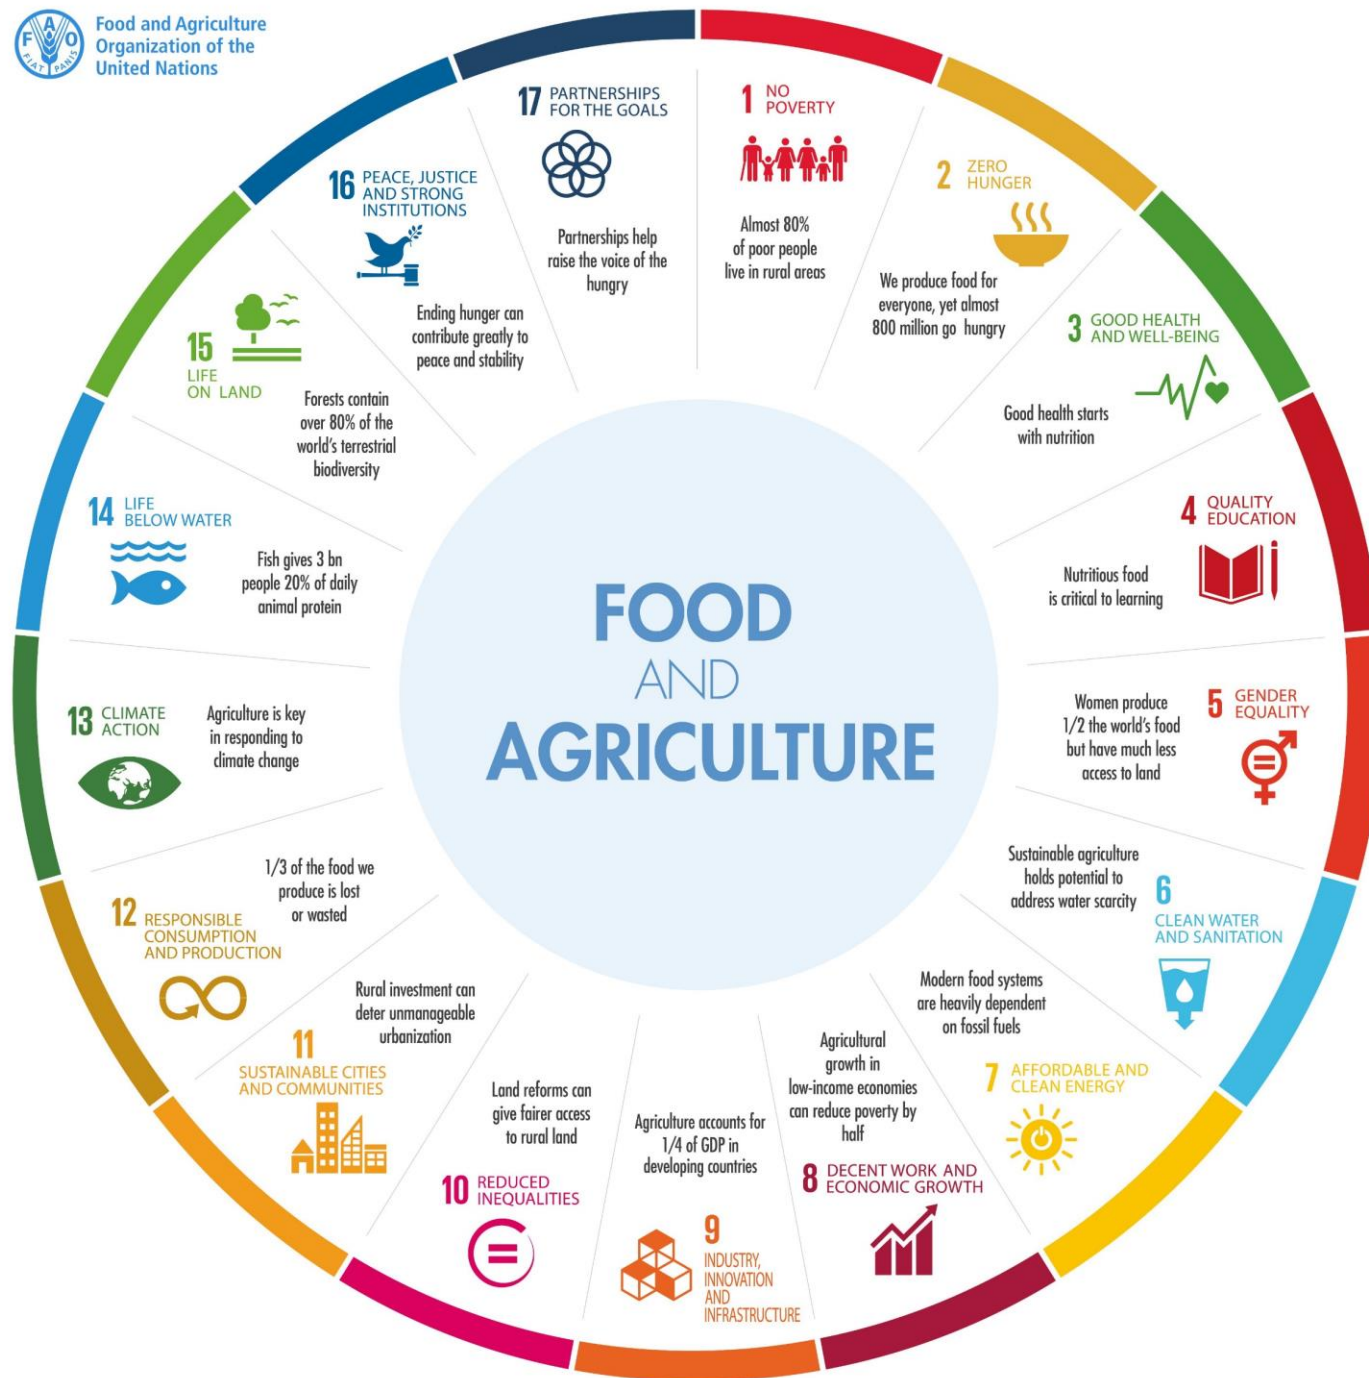 FAO
FIAT PANIS
Food and Agriculture
Organization of the
United Nations
1 NO
POVERTY
Almost 80%
of poor people
live in rural areas
2 ZERO
HUNGER
We produce food for
everyone, yet almost
800 million go hungry
3 GOOD HEALTH
AND WELL-BEING
Good health starts
with nutrition
4 QUALITY
EDUCATION
Nutritious food
is critical to learning
5 GENDER
EQUALITY
Women produce
1/2 the world's food
but have much less
access to land
6
CLEAN WATER
AND SANITATION
Sustainable agriculture
holds potential to
address water scarcity
7 AFFORDABLE AND
CLEAN ENERGY
Modern food systems
are heavily dependent
on fossil fuels
8 DECENT WORK AND
ECONOMIC GROWTH
Agricultural
growth in
low-income economies
can reduce poverty by
half
9
INDUSTRY,
INNOVATION
AND
INFRASTRUCTURE
Agriculture accounts for
1/4 of GDP in
developing countries
10 REDUCED
INEQUALITIES
Land reforms can
give fairer access
to rural land
11
SUSTAINABLE CITIES
AND COMMUNITIES
Rural investment can
deter unmanageable
urbanization
12 RESPONSIBLE
CONSUMPTION
AND PRODUCTION
1/3 of the food we
produce is lost
or wasted
13 CLIMATE
ACTION
Agriculture is key
in responding to
climate change
14 LIFE
BELOW WATER
Fish gives 3 bn
people 20% of daily
animal protein
15
LIFE
ON LAND
Forests contain
over 80% of the
world's terrestrial
biodiversity
16 PEACE, JUSTICE
AND STRONG
INSTITUTIONS
Ending hunger can
contribute greatly to
peace and stability
17 PARTNERSHIPS
FOR THE GOALS
Partnerships help
raise the voice of the
hungry
FOOD
AND
AGRICULTURE